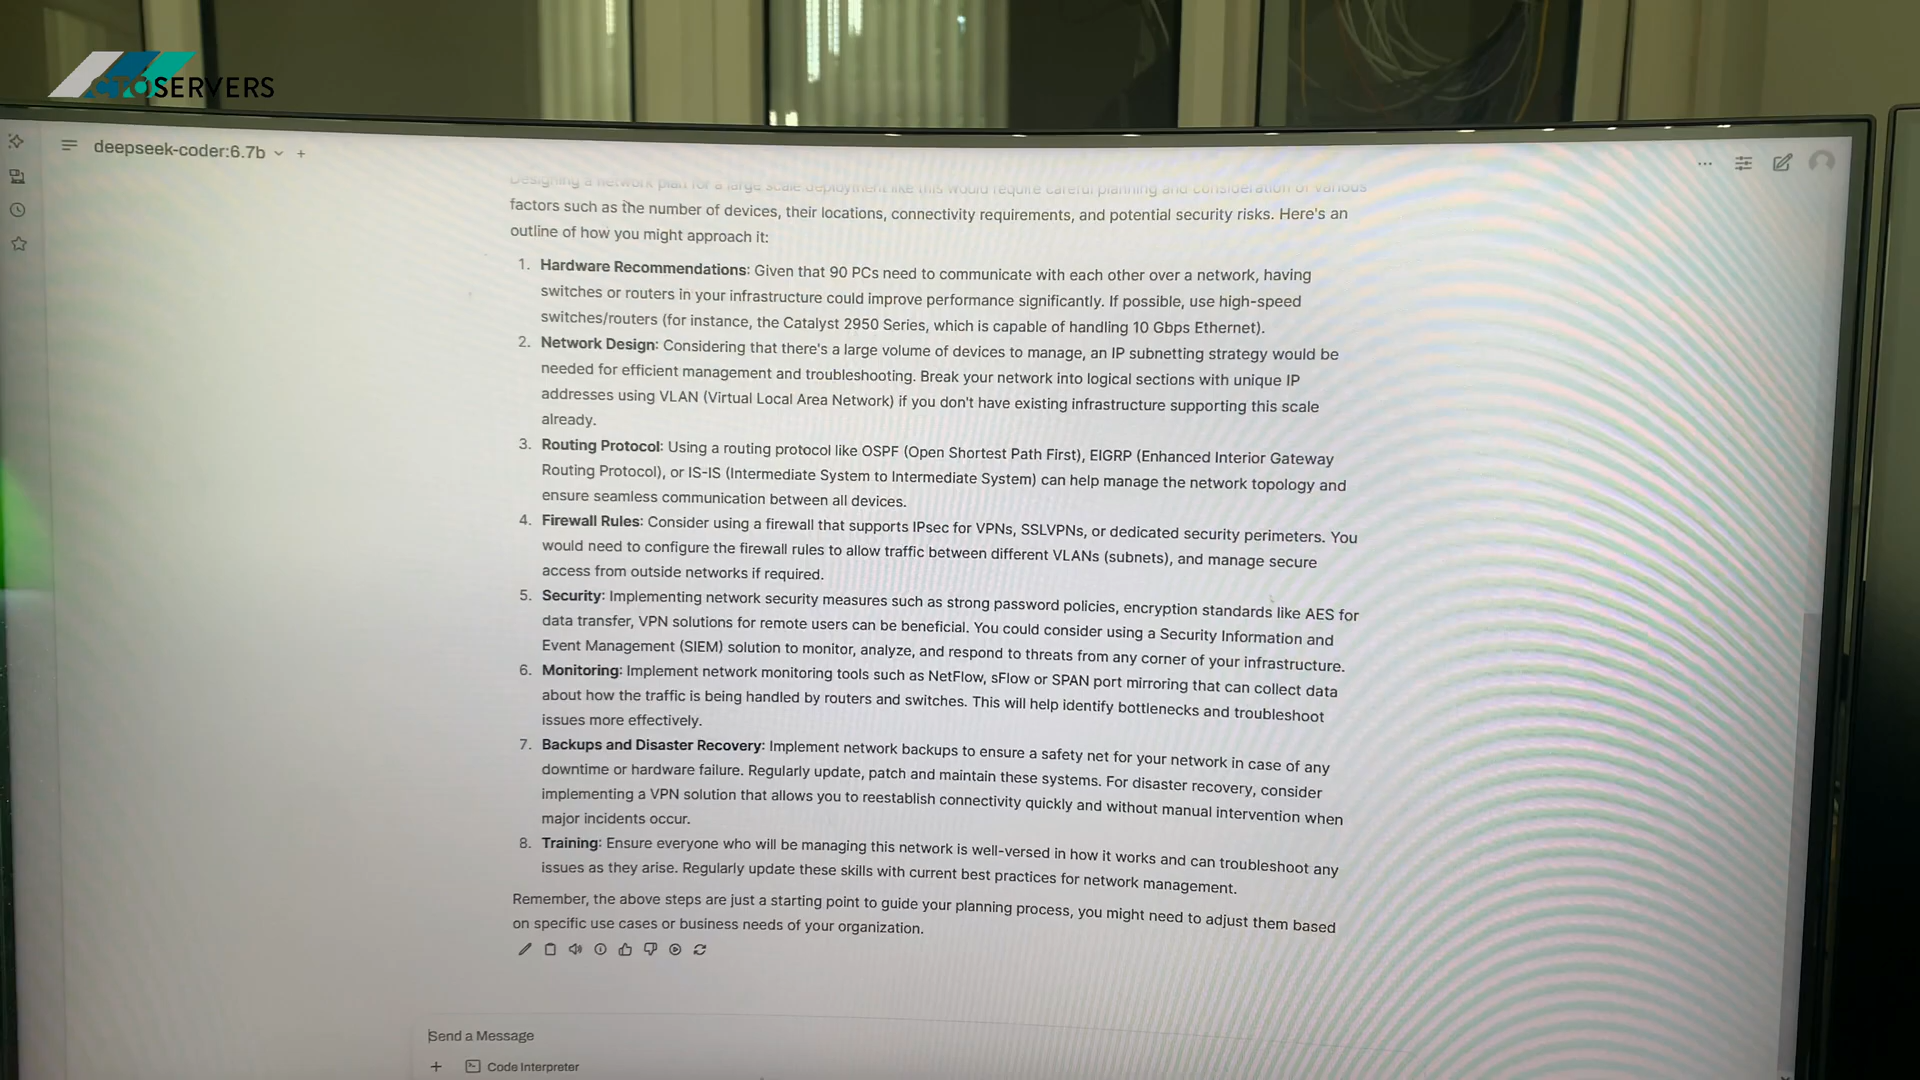 CTOSERVERS
deepseek-coder:6.7b
Designing a network plan for a large scale deployment like this would require careful planning and consideration of various
factors such as the number of devices, their locations, connectivity requirements, and potential security risks. Here's an
outline of how you might approach it:
1. Hardware Recommendations: Given that 90 PCs need to communicate with each other over a network, having
switches or routers in your infrastructure could improve performance significantly. If possible, use high-speed
switches/routers (for instance, the Catalyst 2950 Series, which is capable of handling 10 Gbps Ethernet).
2. Network Design: Considering that there's a large volume of devices to manage, an IP subnetting strategy would be
needed for efficient management and troubleshooting. Break your network into logical sections with unique IP
addresses using VLAN (Virtual Local Area Network) if you don't have existing infrastructure supporting this scale
already.
3. Routing Protocol: Using a routing protocol like OSPF (Open Shortest Path First), EIGRP (Enhanced Interior Gateway
Routing Protocol), or IS-IS (Intermediate System to Intermediate System) can help manage the network topology and
ensure seamless communication between all devices.
4. Firewall Rules: Consider using a firewall that supports IPsec for VPNs, SSLVPNs, or dedicated security perimeters. You
would need to configure the firewall rules to allow traffic between different VLANs (subnets), and manage secure
access from outside networks if required.
5. Security: Implementing network security measures such as strong password policies, encryption standards like AES for
data transfer, VPN solutions for remote users can be beneficial. You could consider using a Security Information and
Event Management (SIEM) solution to monitor, analyze, and respond to threats from any corner of your infrastructure.
6. Monitoring: Implement network monitoring tools such as NetFlow, sFlow or SPAN port mirroring that can collect data
about how the traffic is being handled by routers and switches. This will help identify bottlenecks and troubleshoot
issues more effectively.
7. Backups and Disaster Recovery: Implement network backups to ensure a safety net for your network in case of any
downtime or hardware failure. Regularly update, patch and maintain these systems. For disaster recovery, consider
implementing a VPN solution that allows you to reestablish connectivity quickly and without manual intervention when
major incidents occur.
8. Training: Ensure everyone who will be managing this network is well-versed in how it works and can troubleshoot any
issues as they arise. Regularly update these skills with current best practices for network management.
Remember, the above steps are just a starting point to guide your planning process, you might need to adjust them based
on specific use cases or business needs of your organization.
Send a Message
Code Interpreter